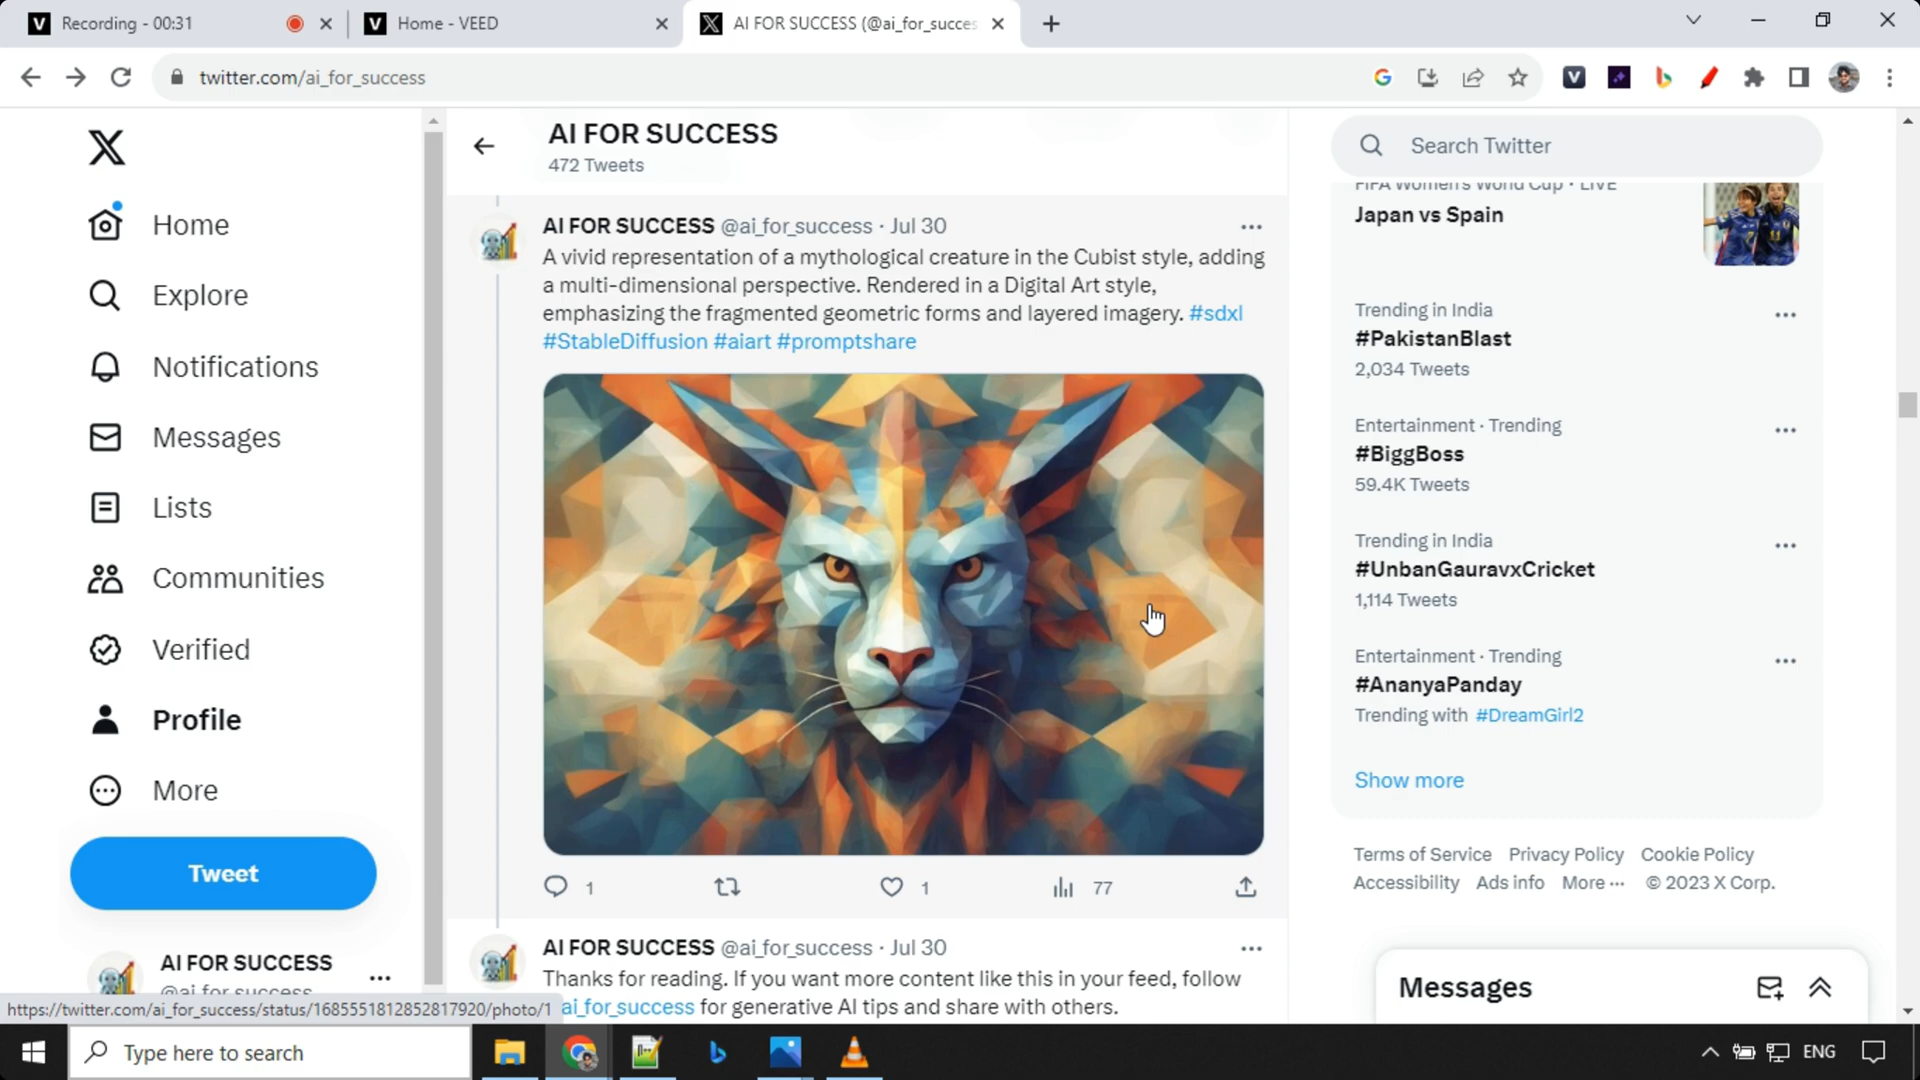 Recording - 00:31
Home - VEED
AI FOR SUCCESS (@ai_for_succes
twitter.com/ai_for_success
Home
Explore
Notifications
Messages
Lists
Communities
Verified
Profile
More
Tweet
AI FOR SUCCESS
@ai_for_success
https://twitter.com/ai_for_success/status/1685551812852817920/photo/1
AI FOR SUCCESS
472 Tweets
AI FOR SUCCESS @ai_for_success · Jul 30
A vivid representation of a mythological creature in the Cubist style, adding
a multi-dimensional perspective. Rendered in a Digital Art style,
emphasizing the fragmented geometric forms and layered imagery. #sdxl
#StableDiffusion #aiart #promptshare
1
1
77
AI FOR SUCCESS @ai_for_success · Jul 30
Thanks for reading. If you want more content like this in your feed, follow
ai_for_success for generative AI tips and share with others.
Search Twitter
FIFA Women's World Cup · LIVE
Japan vs Spain
Trending in India
#PakistanBlast
2,034 Tweets
Entertainment · Trending
#BiggBoss
59.4K Tweets
Trending in India
#UnbanGauravxCricket
1,114 Tweets
Entertainment · Trending
#AnanyaPanday
Trending with #DreamGirl2
Show more
Terms of Service Privacy Policy Cookie Policy
Accessibility Ads info More ··· © 2023 X Corp.
Messages
Type here to search
ENG